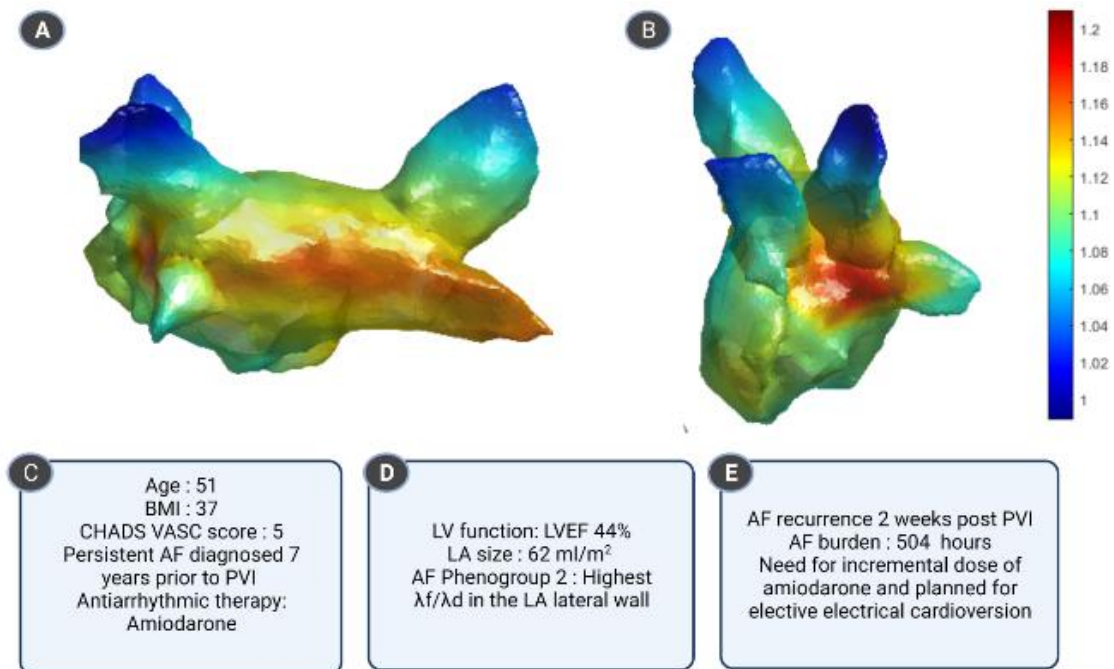 A
B
1.2
1.18
1.16
1.14
1.12
1.1
1.08
1.06
1.04
1.02
1
C
Age : 51
BMI : 37
CHADS VASC score : 5
Persistent AF diagnosed 7
years prior to PVI
Antiarrhythmic therapy:
Amiodarone
D
LV function: LVEF 44%
LA size : 62 ml/m²
AF Phenogroup 2 : Highest
λf/λd in the LA lateral wall
E
AF recurrence 2 weeks post PVI
AF burden : 504 hours
Need for incremental dose of
amiodarone and planned for
elective electrical cardioversion